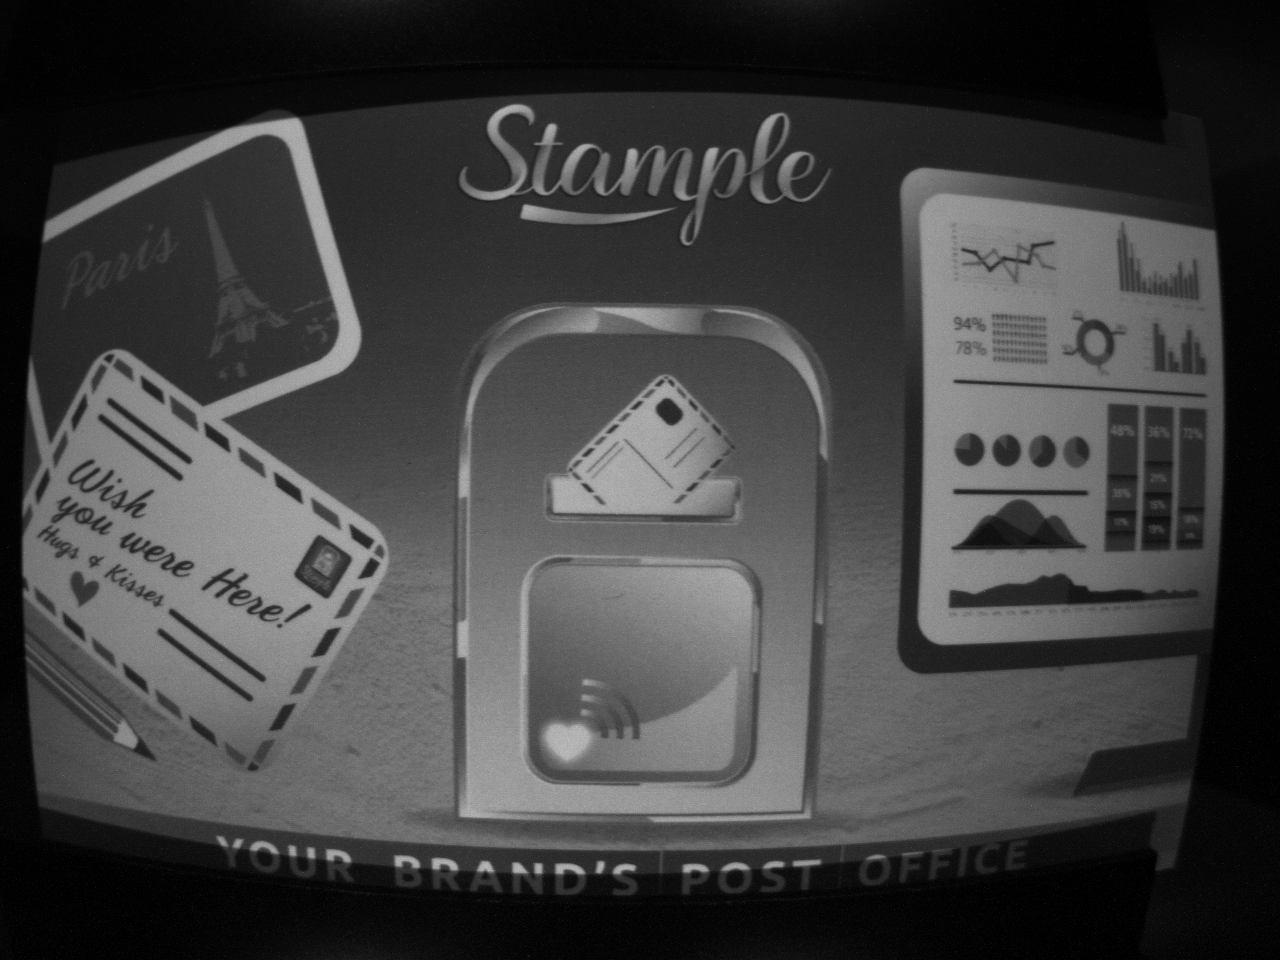 Stample
Paris
Wish
you were Here!
Hugs & Kisses
94%
78%
48% 36% 72%
YOUR BRAND'S POST OFFICE